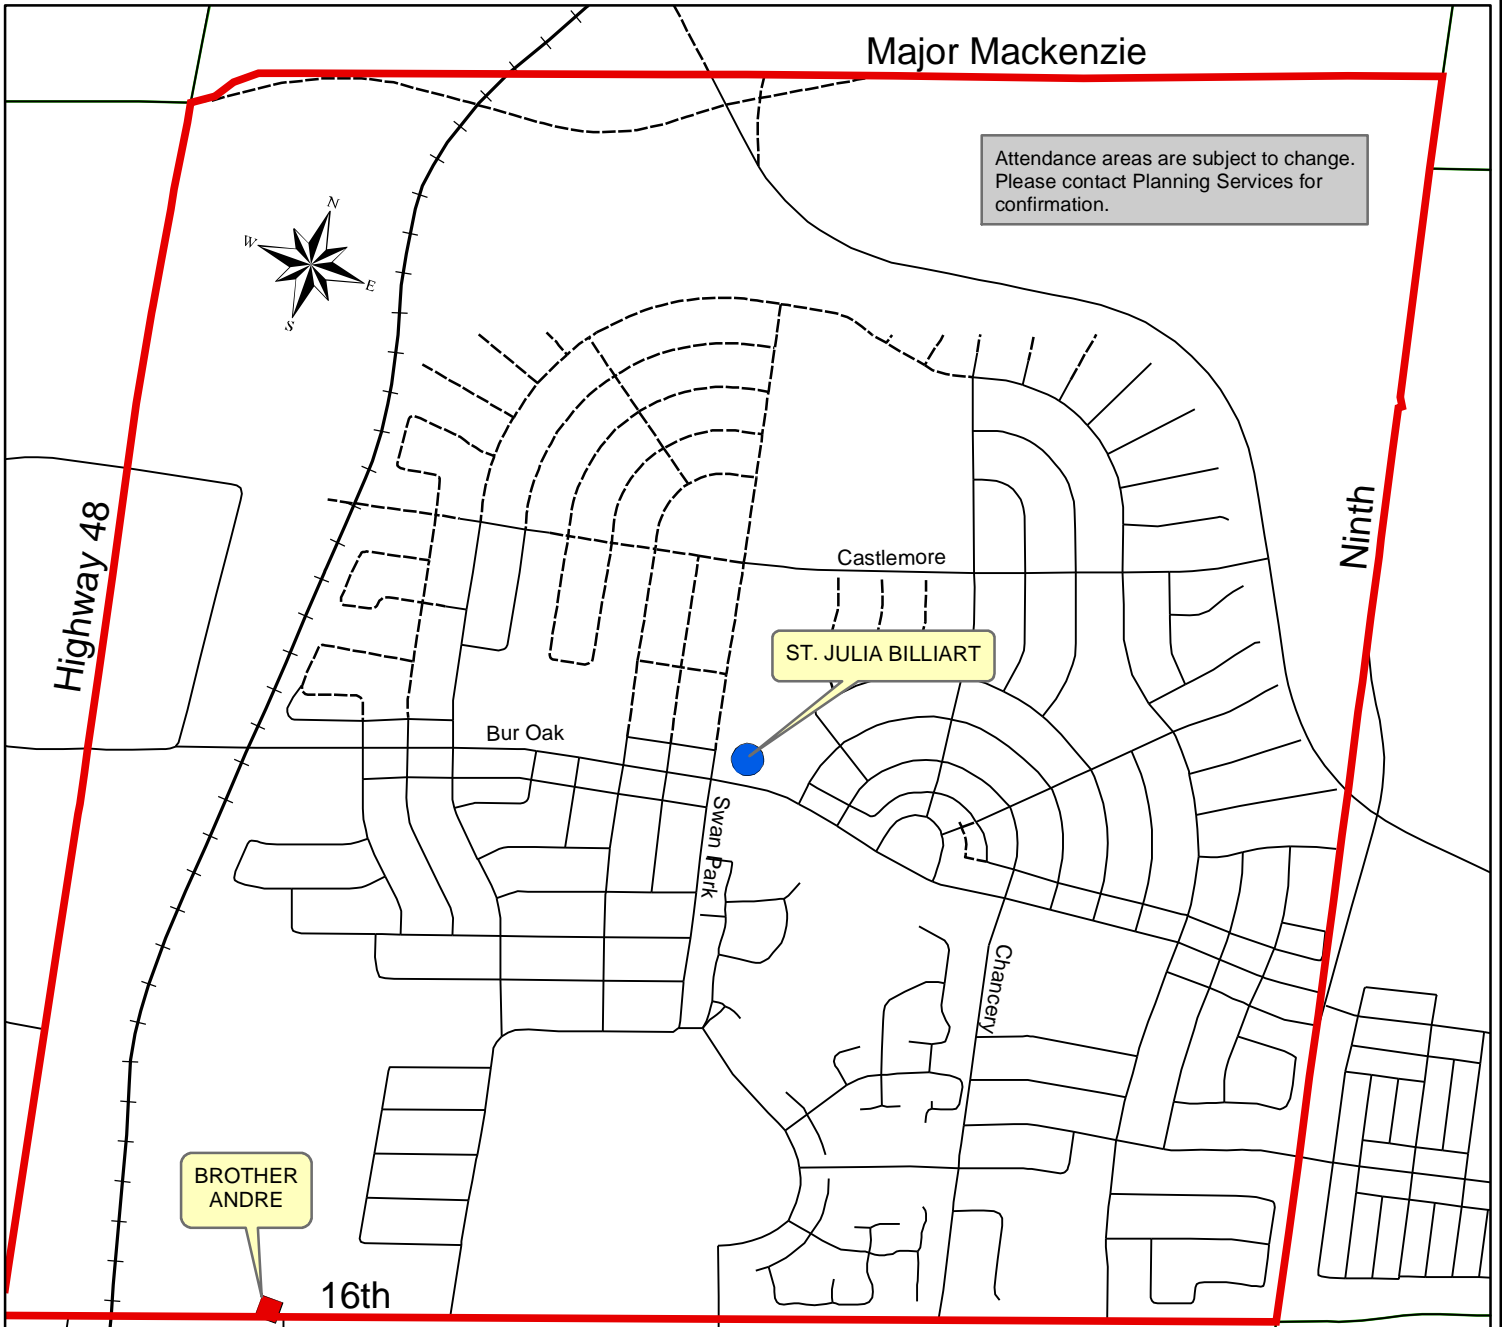 Major Mackenzie
Attendance areas are subject to change.
Please contact Planning Services for
confirmation.
N
W
E
S
Highway 48
Ninth
Castlemore
ST. JULIA BILLIART
Bur Oak
Swan Park
Chancery
BROTHER
ANDRE
16th